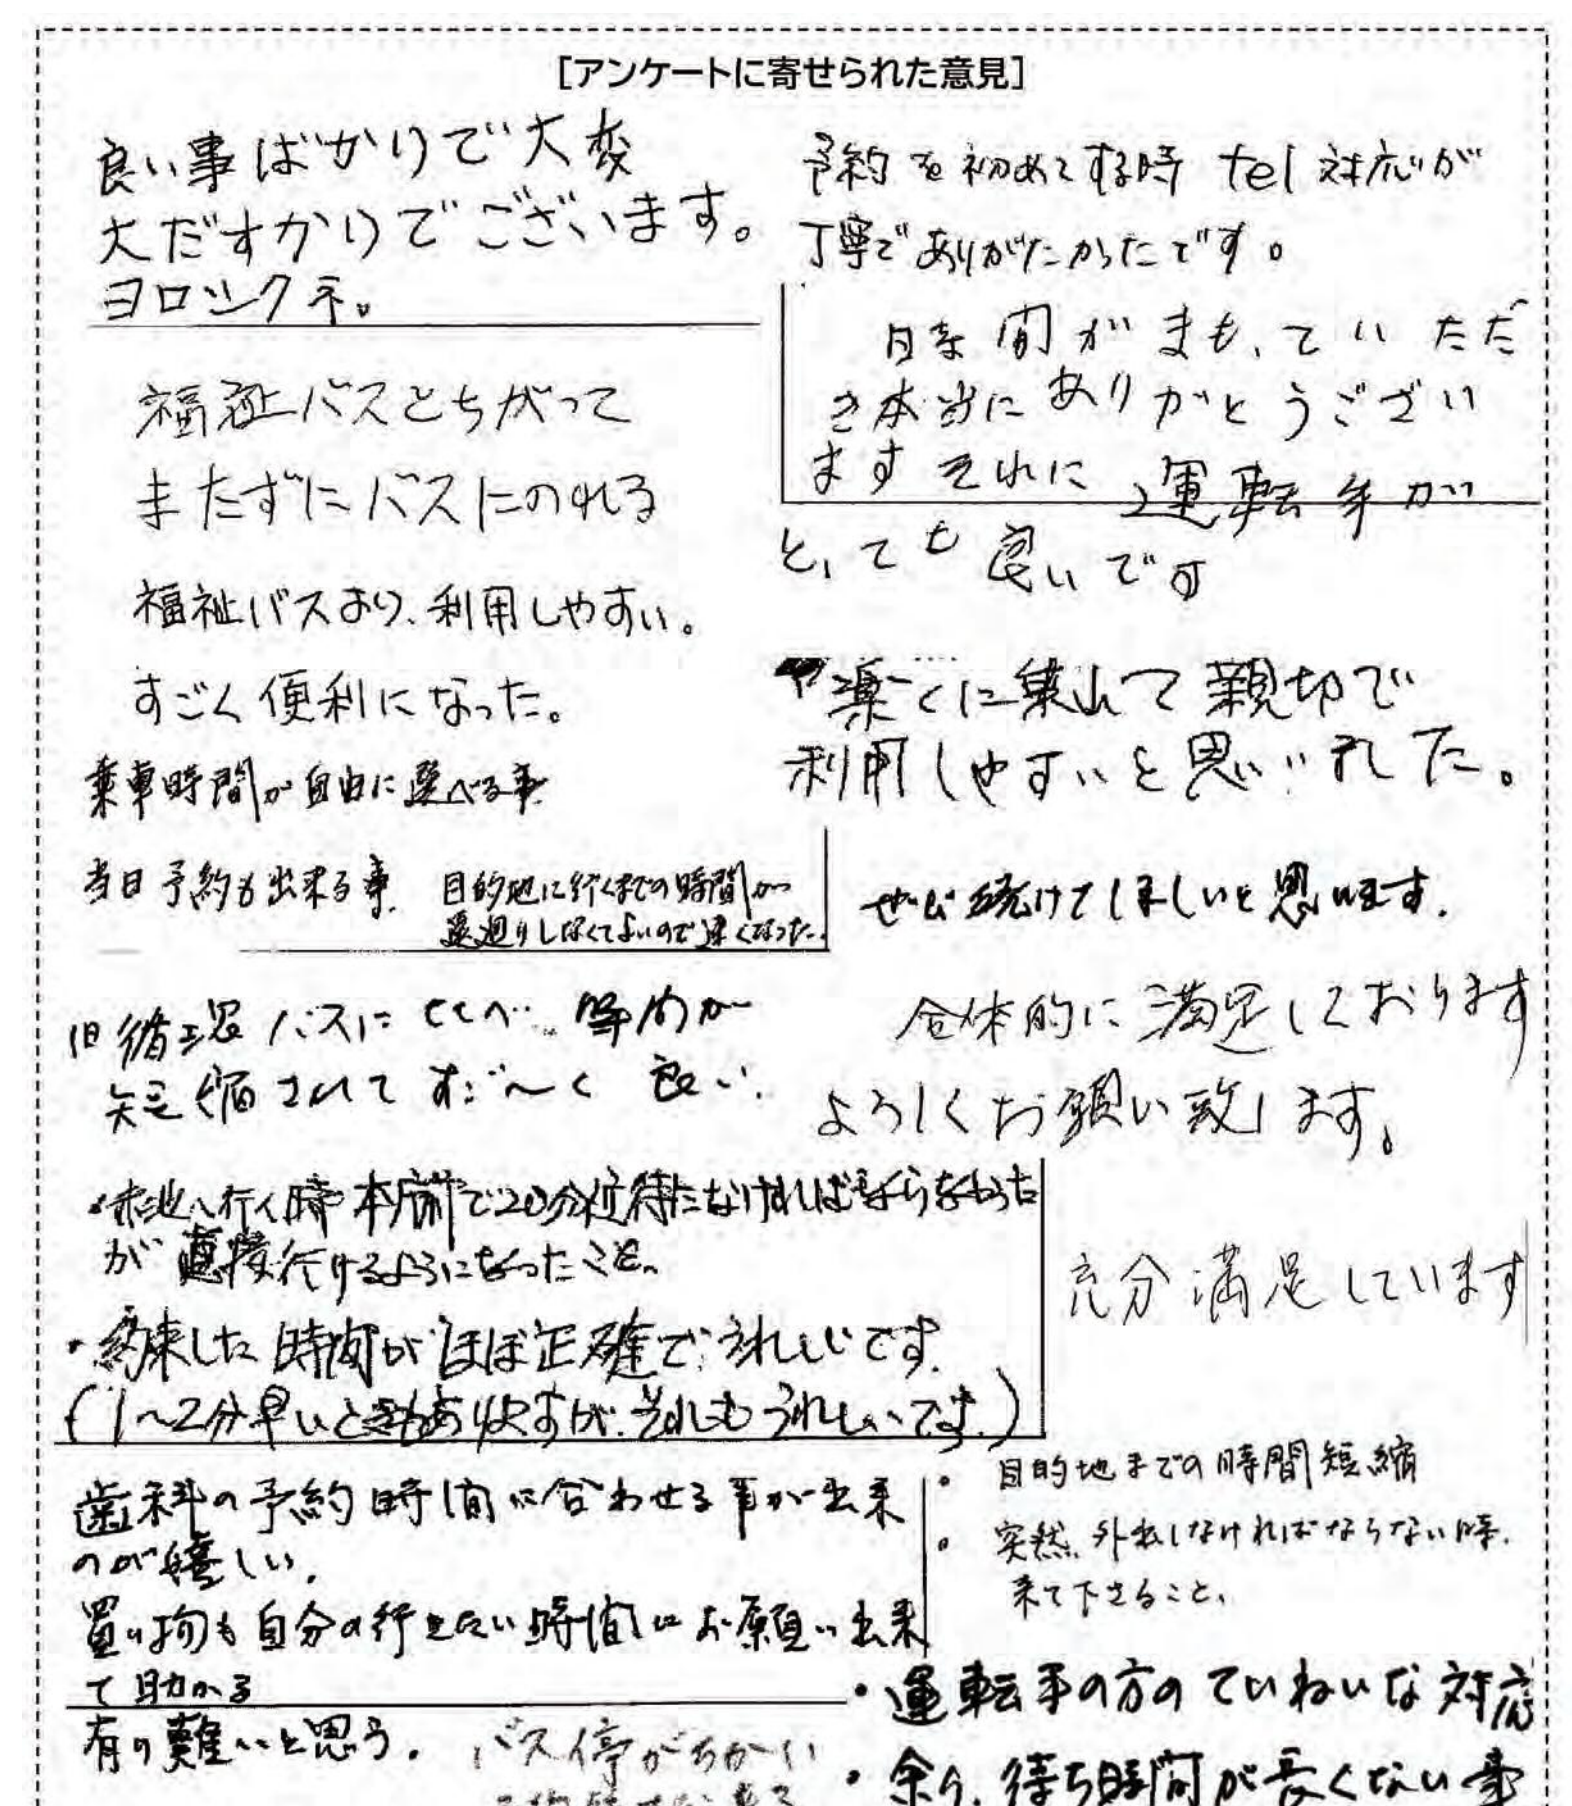 [アンケートに寄せられた意見]
良い事ばかりで大変
大だすかりでございます。
ヨロシクネ。
福祉バスとちがって
またずにバスにのれる
福祉バスより、利用しやすい。
すごく便利になった。
乗車時間が自由に選べる事
当日予約も出来る事.
目的地に行くまでの時間が
遠廻りしなくてよいので速くなった.
旧循環バスにくらべ 時間が
短縮されてすご〜く 良い.
・赤池へ行く時 本庁前で20分位待たなければならなかった
が 直接行けるようになったこと、
・約束した時間がほぼ正確で、うれしいです.
(1〜2分早いときもありますが、それもうれしいです.)
歯科の予約時間に合わせる事が出来
のが嬉しい.
買い物も自分の行きたい時間にお願い出来
て助かる
有り難いと思う.
バス停がちかい
予約を初めてする時 tel 対応が
丁寧でありがたかったです。
時間がまもっていただ
き本当にありがとうござい
ます それに 運転手が
とっても 良いです
楽に乗れて親切で
利用しやすいと思いました。
ぜひ続けてほしいと思います.
全体的に満足しております
よろしくお願い致します。
充分満足しています
・目的地までの時間短縮
・突然、外出しなければならない時.
来て下さること、
・運転手の方のていねいな対応
・余り、待ち時間が長くない事